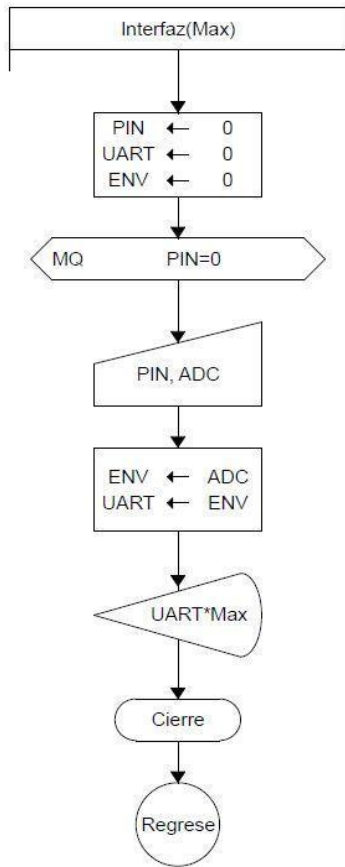 Interfaz(Max)
PIN ← 0
UART ← 0
ENV ← 0
MQ PIN=0
PIN, ADC
ENV ← ADC
UART ← ENV
UART*Max
Cierre
Regrese